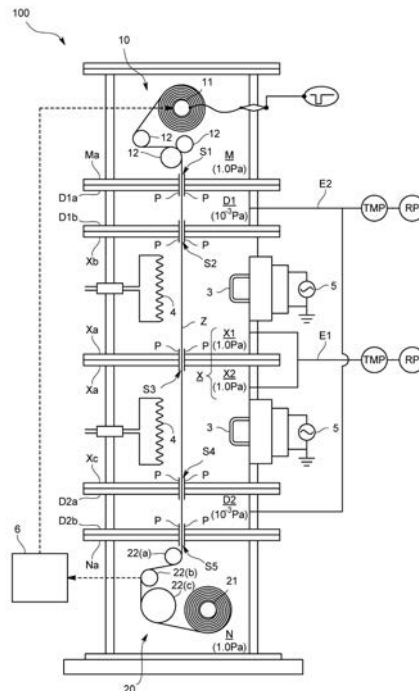 100
10
11
12
12
12
S1
M
(1.0Pa)
Ma
D1a
P
P
D1
(10⁻³Pa)
E2
TMP
RP
D1b
Xb
P
P
S2
4
3
5
Z
X1
(1.0Pa)
E1
Xa
P
P
X
TMP
RP
Xa
S3
X2
(1.0Pa)
4
3
5
Xc
S4
D2a
P
P
D2
(10⁻³Pa)
D2b
P
P
Na
22(a)
S5
6
22(b)
22(c)
21
N
(1.0Pa)
20